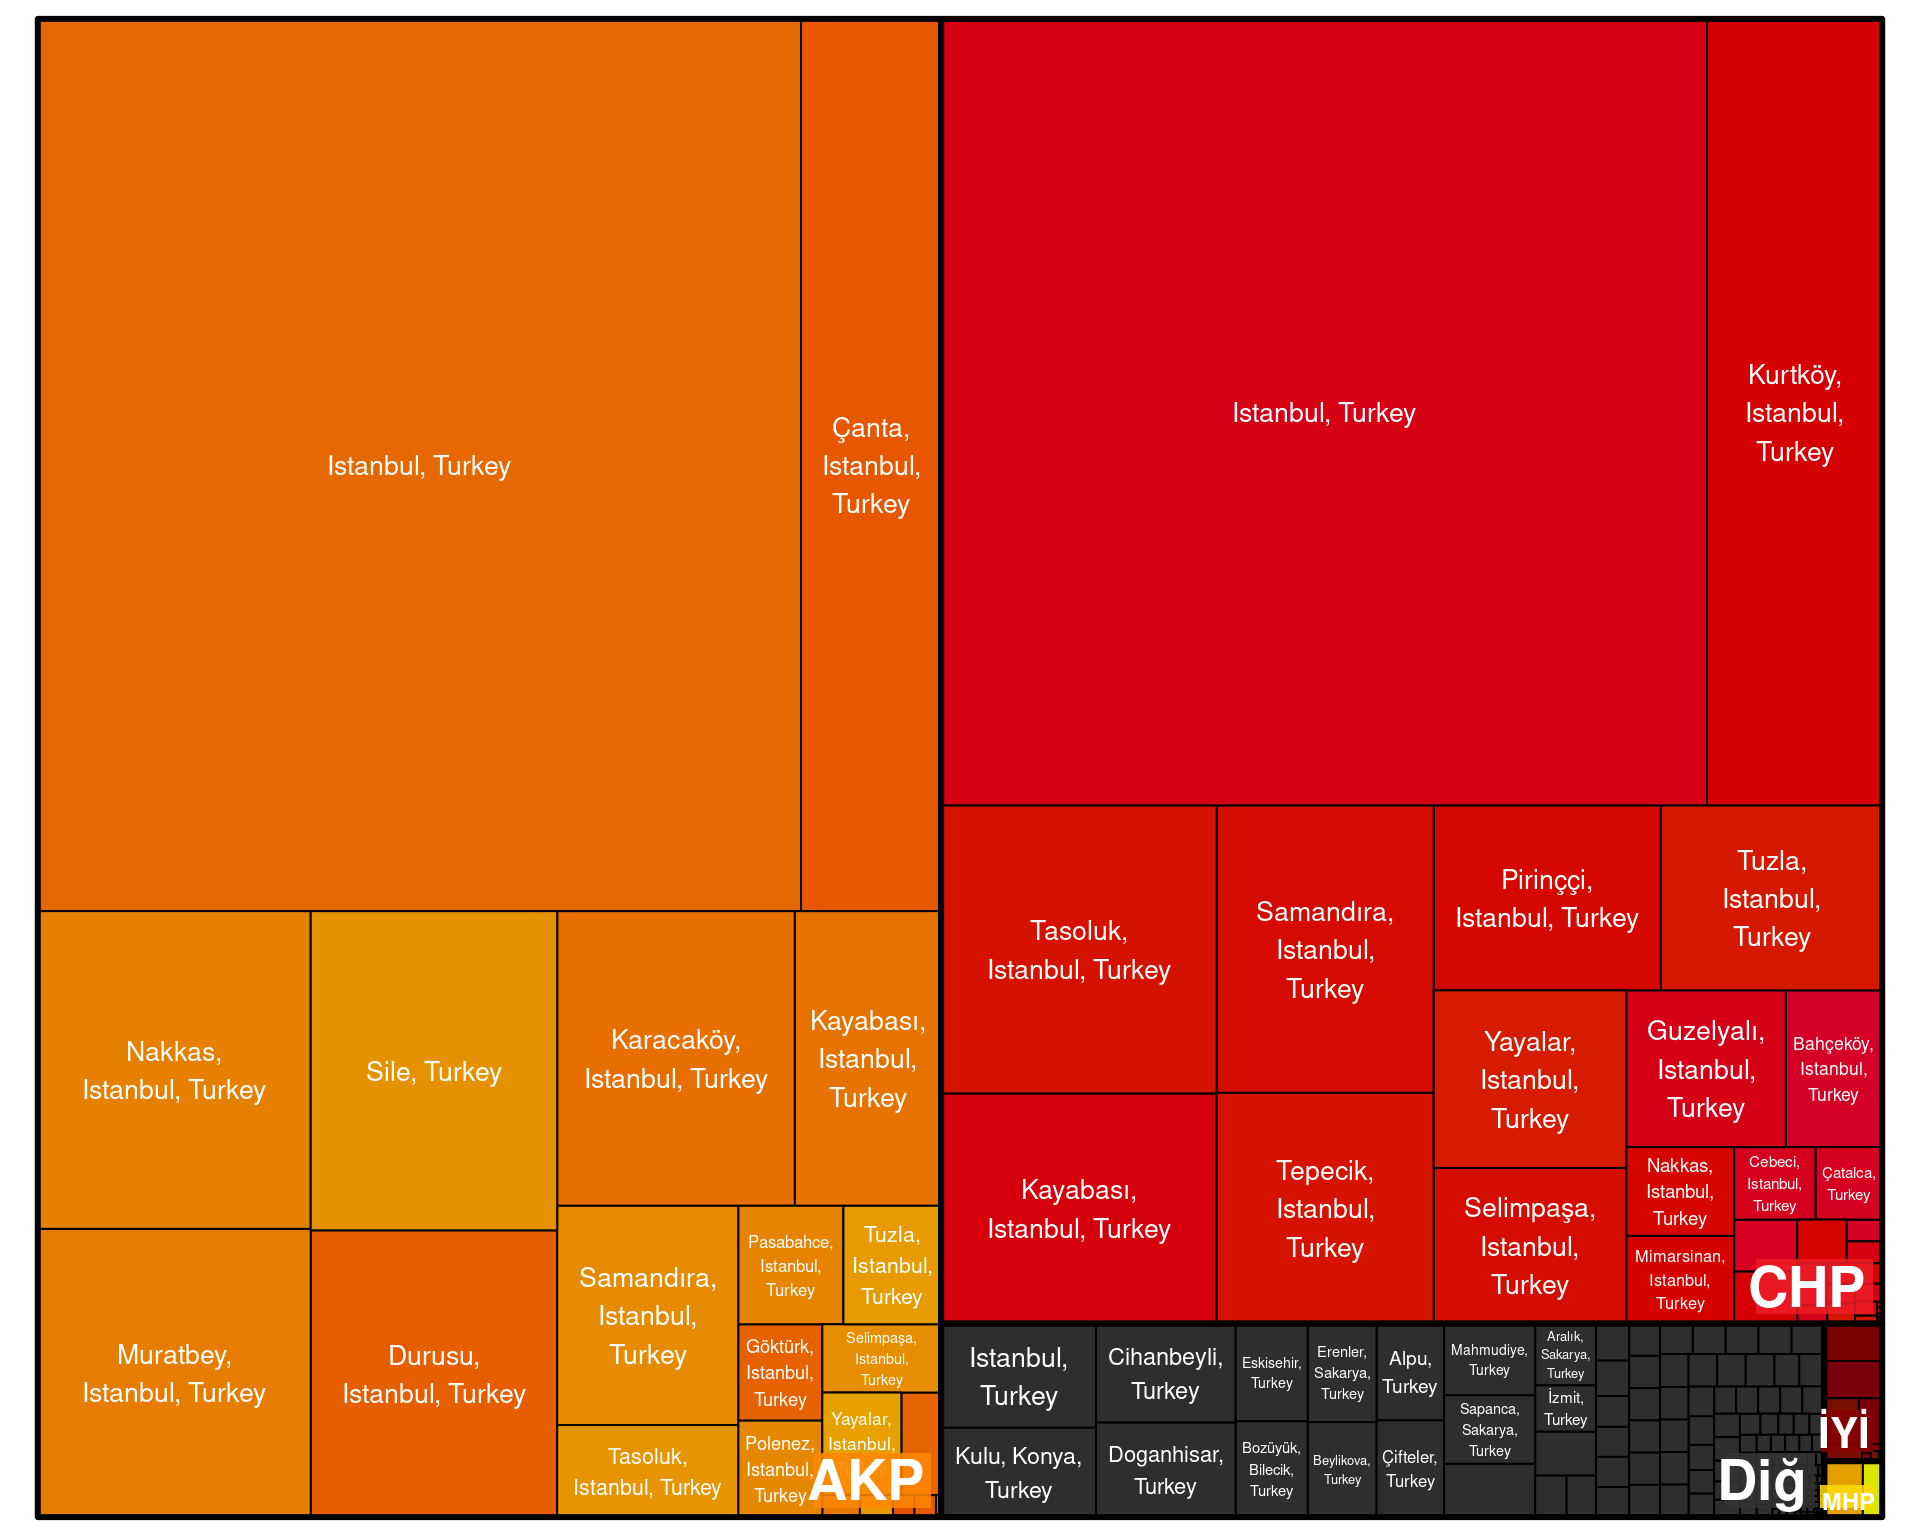 Istanbul, Turkey
Çanta,
Istanbul,
Turkey
Nakkas,
Istanbul, Turkey
Sile, Turkey
Karacaköy,
Istanbul, Turkey
Kayabası,
Istanbul,
Turkey
Muratbey,
Istanbul, Turkey
Durusu,
Istanbul, Turkey
Samandıra,
Istanbul,
Turkey
Tasoluk,
Istanbul, Turkey
Pasabahce,
Istanbul,
Turkey
Tuzla,
Istanbul,
Turkey
Göktürk,
Istanbul,
Turkey
Selimpaşa,
Istanbul,
Turkey
Polenez,
Istanbul,
Turkey
Yayalar,
Istanbul,
AKP
Istanbul, Turkey
Kurtköy,
Istanbul,
Turkey
Tasoluk,
Istanbul, Turkey
Samandıra,
Istanbul,
Turkey
Pirinççi,
Istanbul, Turkey
Tuzla,
Istanbul,
Turkey
Kayabası,
Istanbul, Turkey
Tepecik,
Istanbul,
Turkey
Yayalar,
Istanbul,
Turkey
Guzelyalı,
Istanbul,
Turkey
Bahçeköy,
Istanbul,
Turkey
Selimpaşa,
Istanbul,
Turkey
Nakkas,
Istanbul,
Turkey
Cebeci,
Istanbul,
Turkey
Çatalca,
Turkey
Mimarsinan,
Istanbul,
Turkey
CHP
Istanbul,
Turkey
Kulu, Konya,
Turkey
Cihanbeyli,
Turkey
Doganhisar,
Turkey
Eskisehir,
Turkey
Bozüyük,
Bilecik,
Turkey
Erenler,
Sakarya,
Turkey
Beylikova,
Turkey
Alpu,
Turkey
Çifteler,
Turkey
Mahmudiye,
Turkey
Sapanca,
Sakarya,
Turkey
Aralık,
Sakarya,
Turkey
İzmit,
Turkey
Diğ
İYİ
MHP